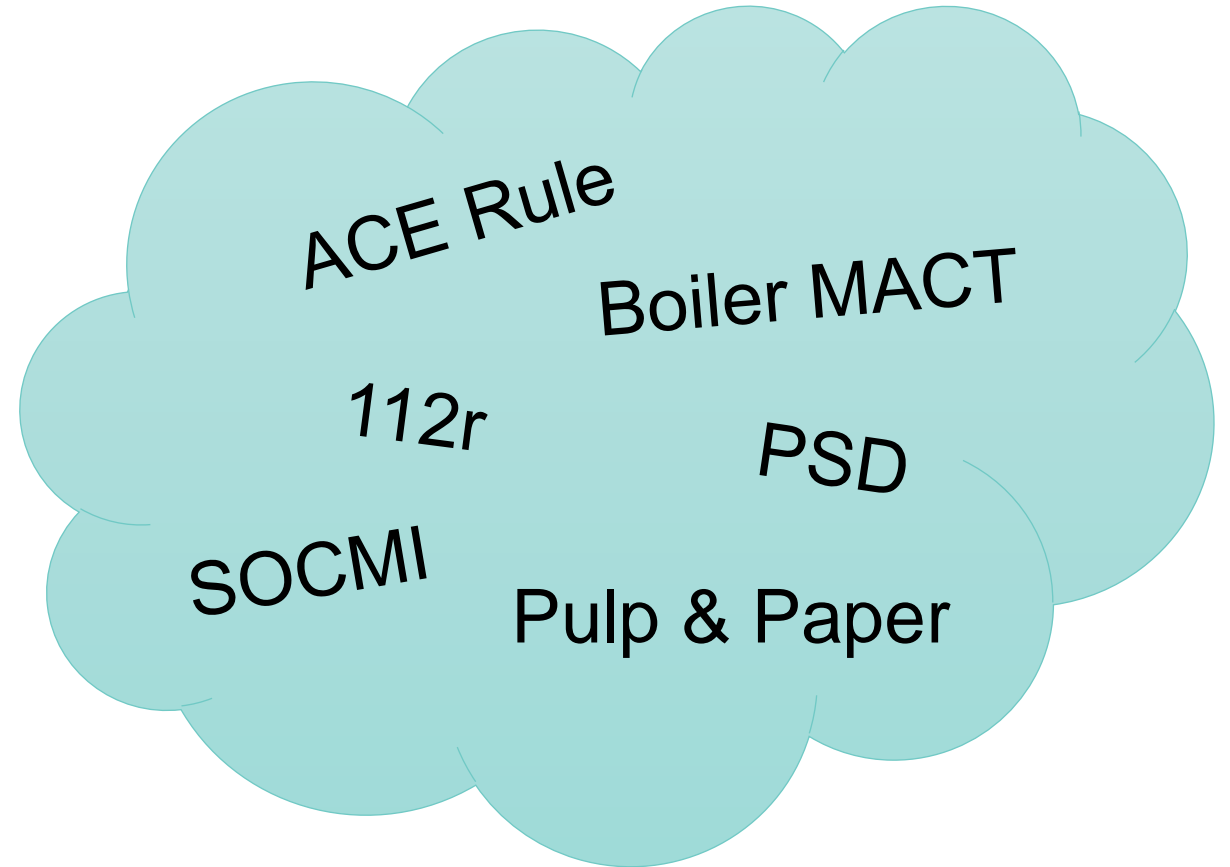 ACE Rule
Boiler MACT
112r
PSD
SOCMI
Pulp & Paper